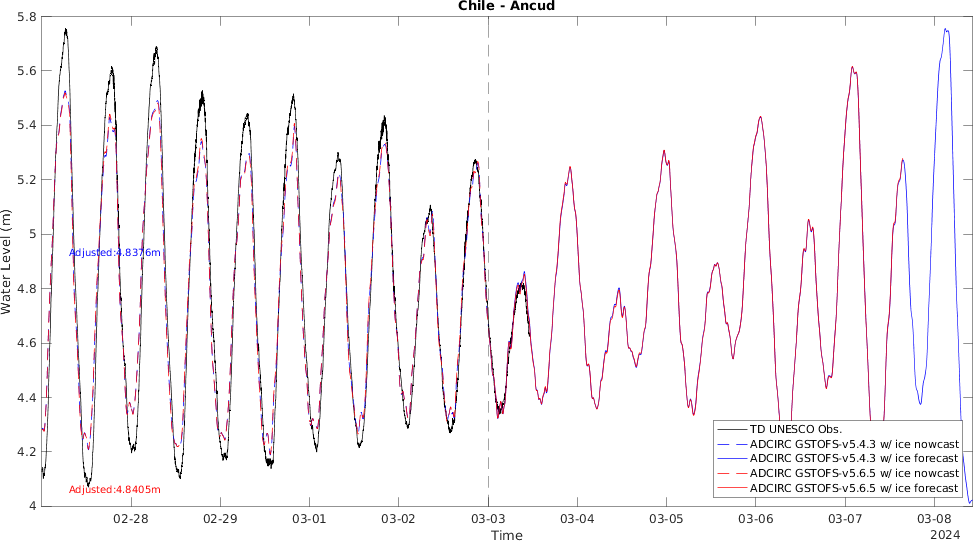 Chile - Ancud
Water Level (m)
5.8
5.6
5.4
5.2
5
4.8
4.6
4.4
4.2
4
Adjusted:4.8376m
Adjusted:4.8405m
TD UNESCO Obs.
ADCIRC GSTOFS-v5.4.3 w/ ice nowcast
ADCIRC GSTOFS-v5.4.3 w/ ice forecast
ADCIRC GSTOFS-v5.6.5 w/ ice nowcast
ADCIRC GSTOFS-v5.6.5 w/ ice forecast
02-28 02-29 03-01 03-02 03-03 03-04 03-05 03-06 03-07 03-08
Time
2024